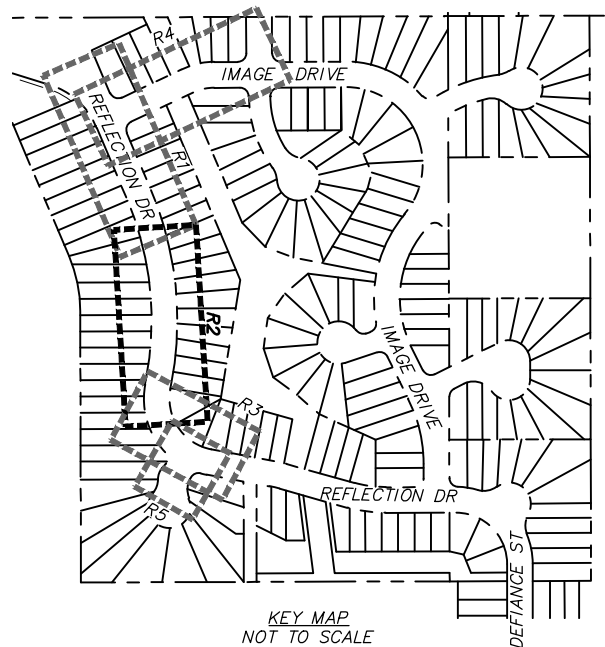 R4
IMAGE DRIVE
REFLECTION DR
R1
R2
IMAGE DRIVE
R3
REFLECTION DR
R5
DEFIANCE ST
KEY MAP
NOT TO SCALE